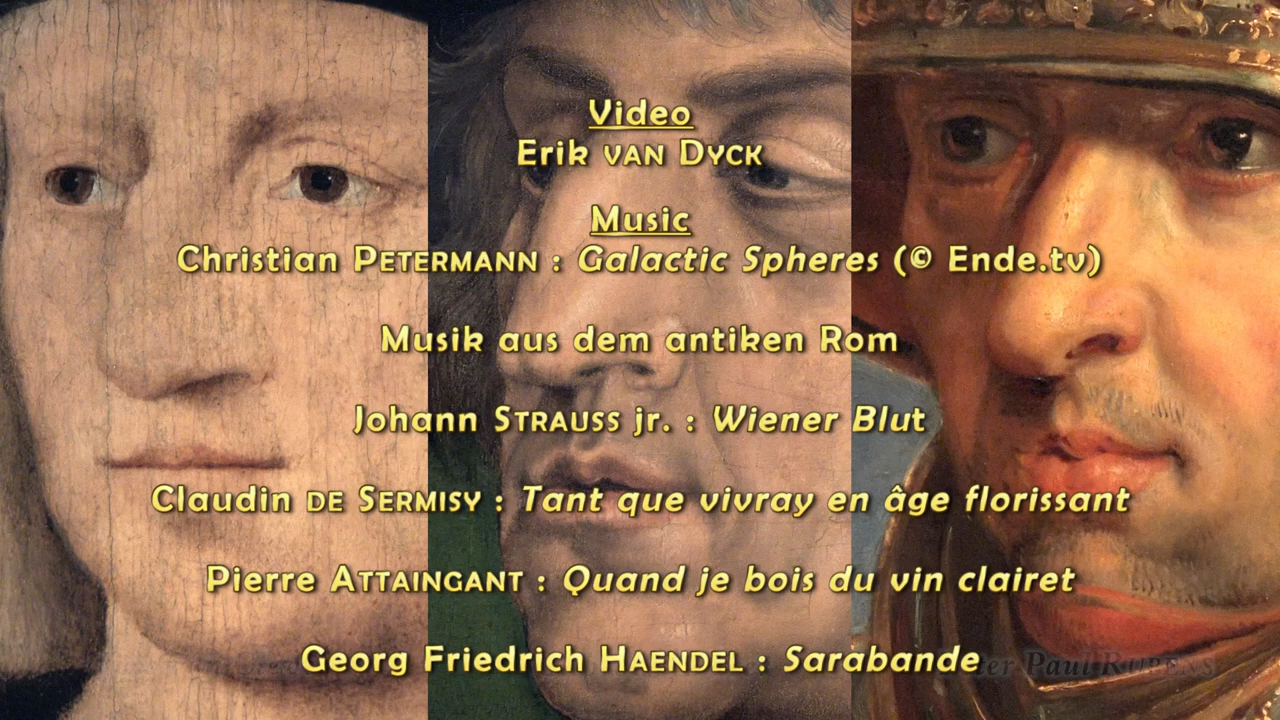 Video
Erik VAN DYCK
Music
Christian PETERMANN : Galactic Spheres (© Ende.tv)
Musik aus dem antiken Rom
Johann STRAUSS jr. : Wiener Blut
Claudin DE SERMISY : Tant que vivray en âge florissant
Pierre ATTAINGANT : Quand je bois du vin clairet
Georg Friedrich HAENDEL : Sarabande
Paul RUBENS